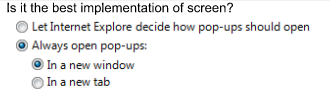 Is it the best implementation of screen?
Let Internet Explore decide how pop-ups should open
Always open pop-ups:
In a new window
In a new tab